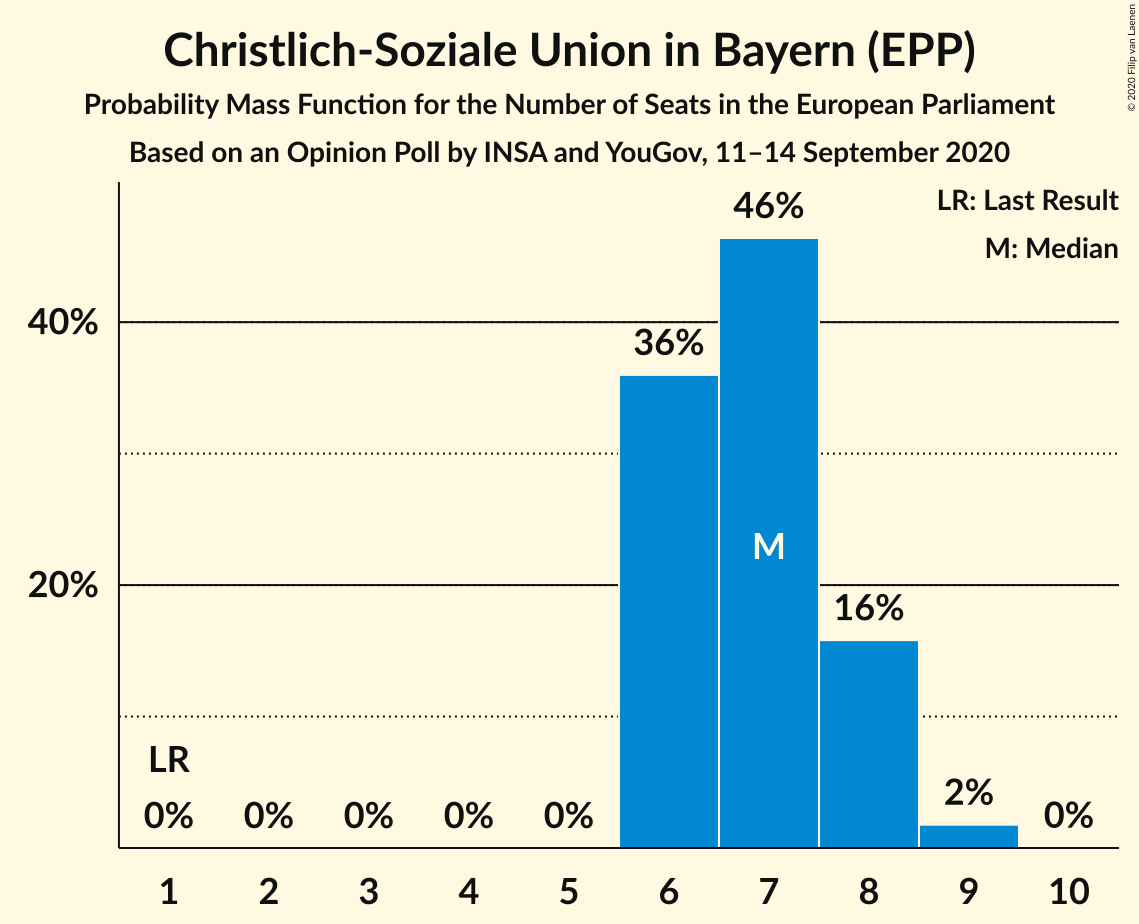 Christlich-Soziale Union in Bayern (EPP)
Probability Mass Function for the Number of Seats in the European Parliament
Based on an Opinion Poll by INSA and YouGov, 11–14 September 2020
© 2020 Filip van Laenen
LR: Last Result
M: Median
46%
40%
36%
M
20%
16%
LR
2%
0% 0% 0% 0% 0% 0%
1 2 3 4 5 6 7 8 9 10